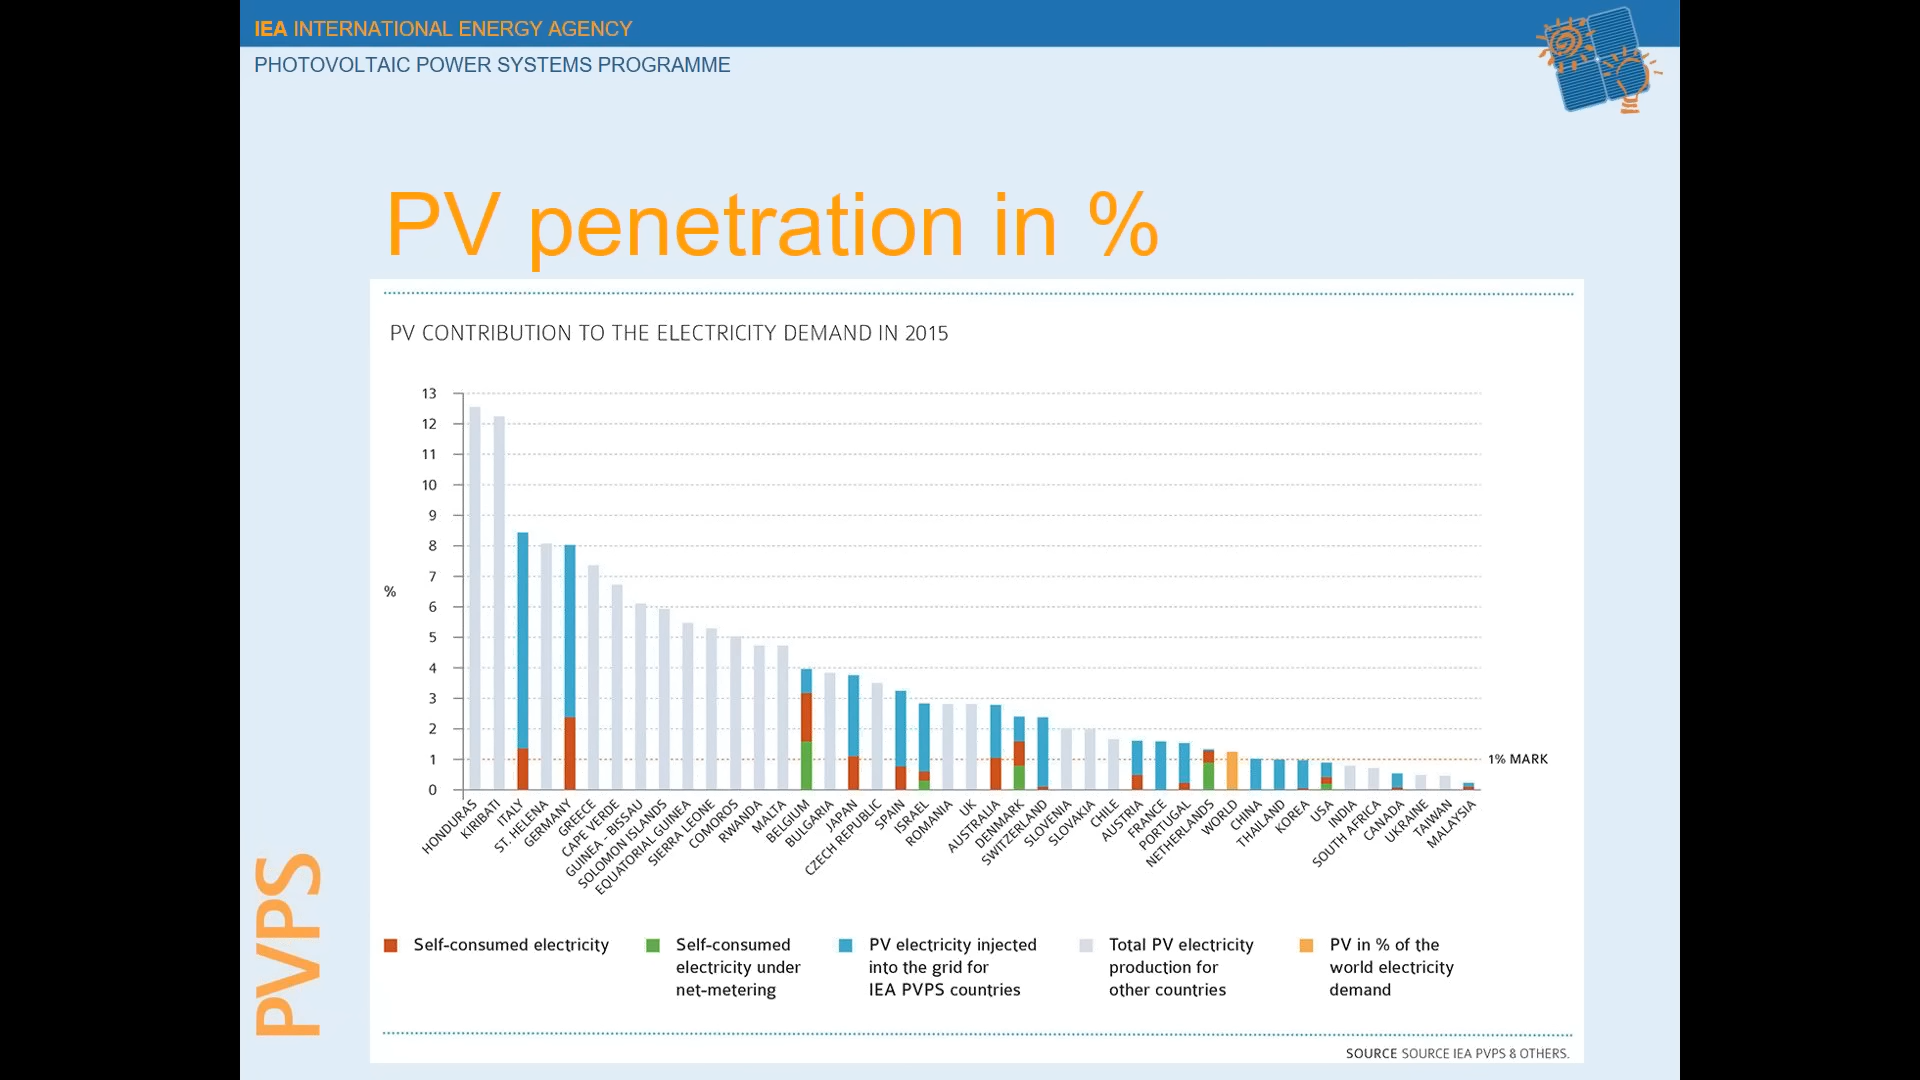 IEA INTERNATIONAL ENERGY AGENCY
PHOTOVOLTAIC POWER SYSTEMS PROGRAMME
PV penetration in %
PV CONTRIBUTION TO THE ELECTRICITY DEMAND IN 2015
13
12
11
10
9
8
7
%
6
5
4
3
2
1
0
1% MARK
HONDURAS
KIRIBATI
ITALY
ST. HELENA
GERMANY
GREECE
CAPE VERDE
GUINEA - BISSAU
SOLOMON ISLANDS
EQUATORIAL GUINEA
SIERRA LEONE
COMOROS
RWANDA
MALTA
BELGIUM
BULGARIA
JAPAN
CZECH REPUBLIC
SPAIN
ISRAEL
ROMANIA
UK
AUSTRALIA
DENMARK
SWITZERLAND
SLOVENIA
SLOVAKIA
CHILE
AUSTRIA
FRANCE
PORTUGAL
NETHERLANDS
WORLD
CHINA
THAILAND
KOREA
USA
INDIA
SOUTH AFRICA
CANADA
UKRAINE
TAIWAN
MALAYSIA
Self-consumed electricity
Self-consumed
electricity under
net-metering
PV electricity injected
into the grid for
IEA PVPS countries
Total PV electricity
production for
other countries
PV in % of the
world electricity
demand
SOURCE SOURCE IEA PVPS & OTHERS.
PVPS